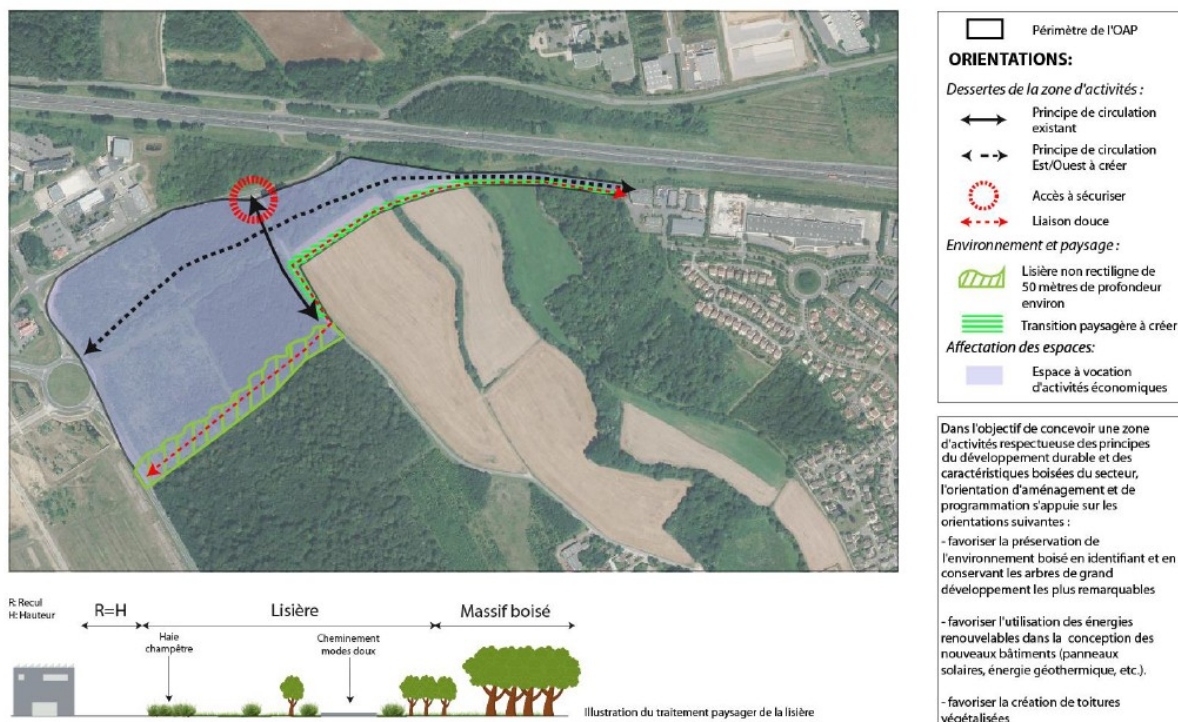 Périmètre de l'OAP
ORIENTATIONS:
Dessertes de la zone d'activités :
Principe de circulation
existant
Principe de circulation
Est/Ouest à créer
Accès à sécuriser
Liaison douce
Environnement et paysage :
Lisière non rectiligne de
50 mètres de profondeur
environ
Transition paysagère à créer
Affectation des espaces:
Espace à vocation
d'activités économiques
Dans l'objectif de concevoir une zone
d'activités respectueuse des principes
du développement durable et des
caractéristiques boisées du secteur,
l'orientation d'aménagement et de
programmation s'appuie sur les
orientations suivantes :
- favoriser la préservation de
l'environnement boisé en identifiant et en
conservant les arbres de grand
développement les plus remarquables
- favoriser l'utilisation des énergies
renouvelables dans la conception des
nouveaux bâtiments (panneaux
solaires, énergie géothermique, etc.).
- favoriser la création de toitures
végétalisées
R: Recul
H: Hauteur
R=H
Lisière
Massif boisé
Haie
champêtre
Cheminement
modes doux
Illustration du traitement paysager de la lisière